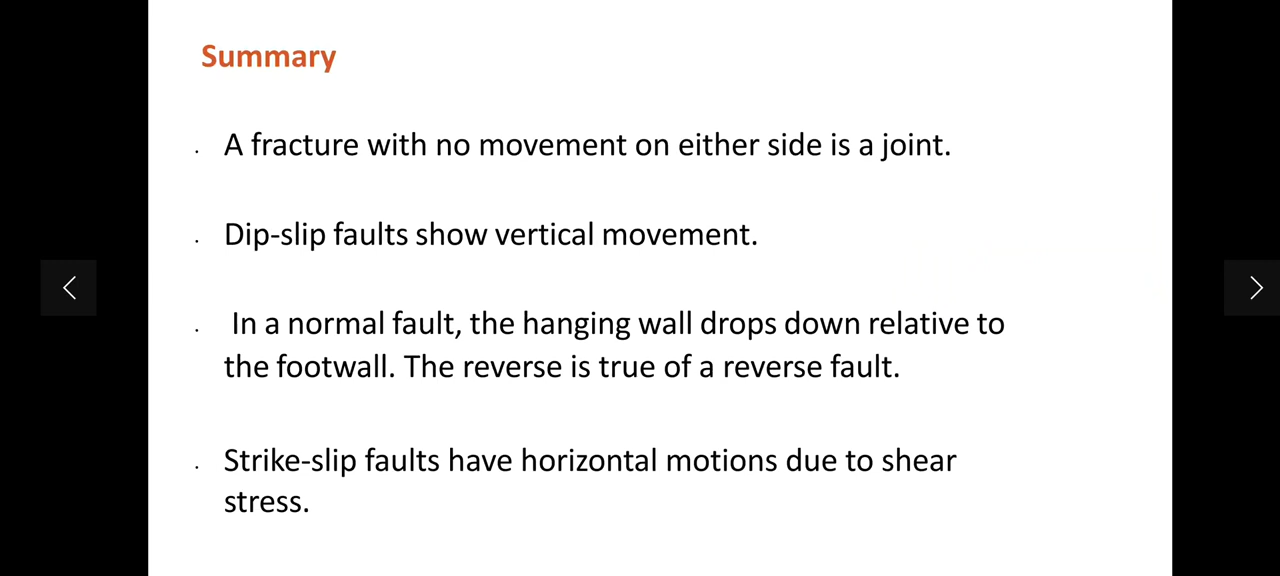 Summary
. A fracture with no movement on either side is a joint.
. Dip-slip faults show vertical movement.
. In a normal fault, the hanging wall drops down relative to
the footwall. The reverse is true of a reverse fault.
. Strike-slip faults have horizontal motions due to shear
stress.